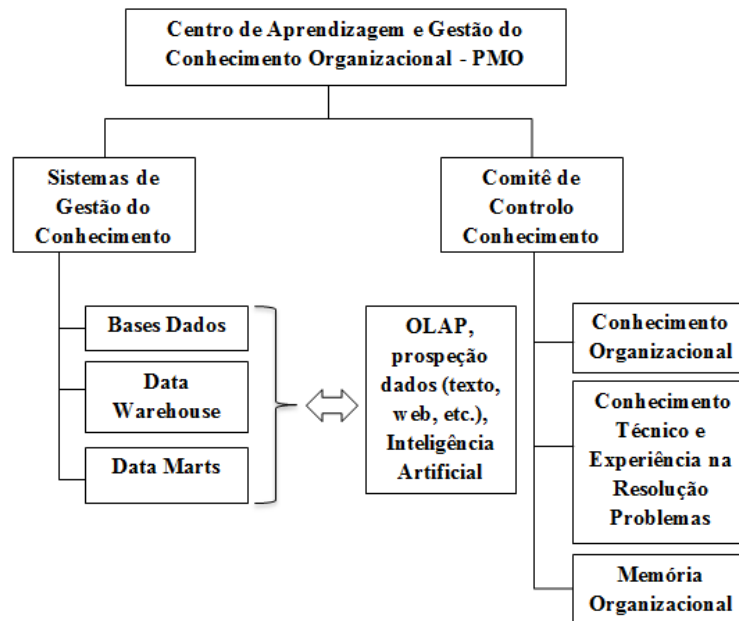 Centro de Aprendizagem e Gestão do
Conhecimento Organizacional - PMO
Sistemas de
Gestão do
Conhecimento
Comitê de
Controlo
Conhecimento
Bases Dados
Data
Warehouse
Data Marts
OLAP,
prospeção
dados (texto,
web, etc.),
Inteligência
Artificial
Conhecimento
Organizacional
Conhecimento
Técnico e
Experiência na
Resolução
Problemas
Memória
Organizacional